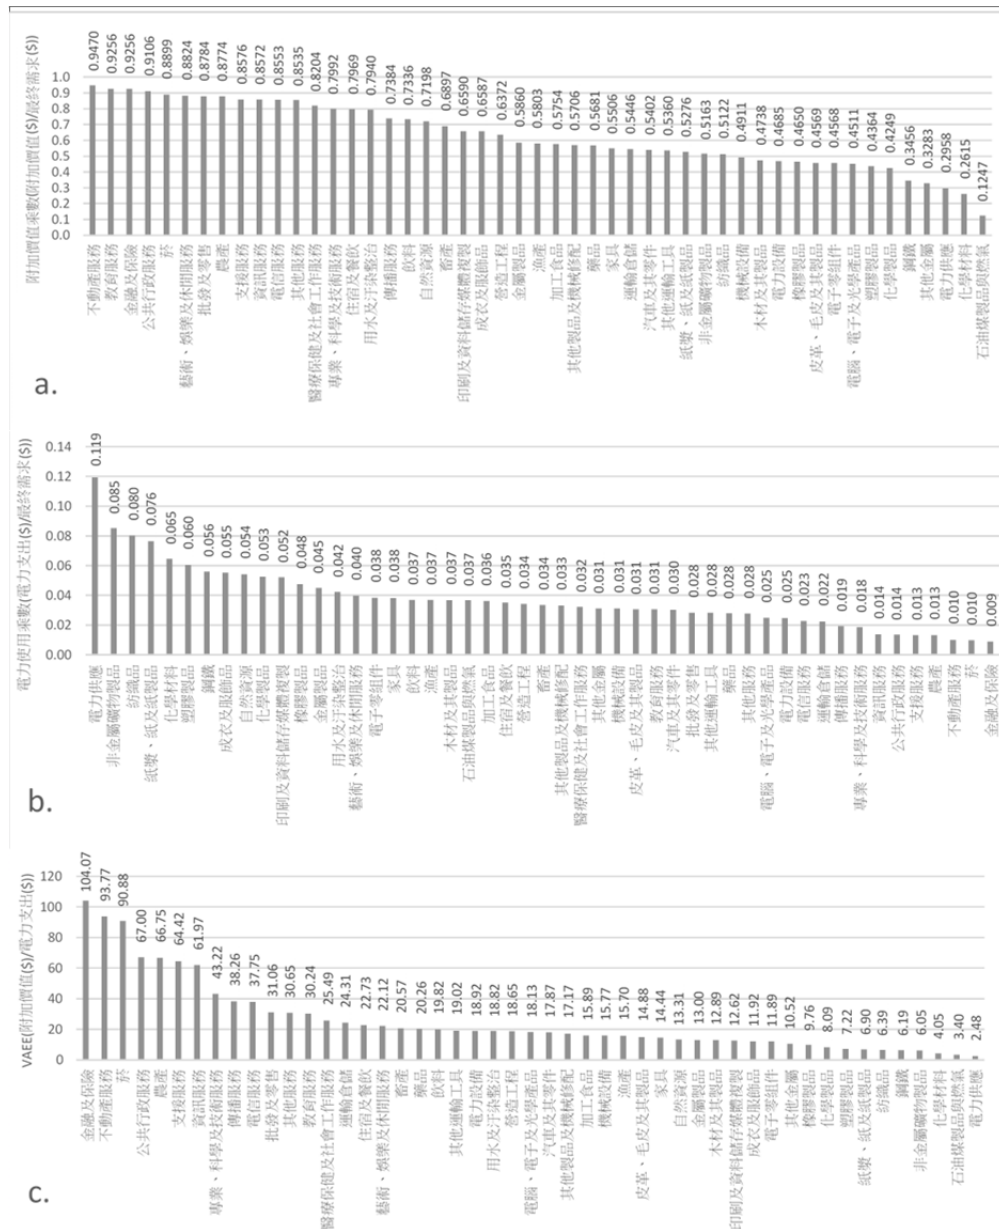 附加價值乘數(附加價值($)/最終需求($))
1.0
0.9
0.8
0.7
0.6
0.5
0.4
0.3
0.2
0.1
0.0
0.9470
0.9256
0.9256
0.9106
0.8899
0.8824
0.8784
0.8774
0.8576
0.8572
0.8553
0.8535
0.8204
0.7992
0.7969
0.7940
0.7384
0.7336
0.7198
0.6897
0.6590
0.6587
0.6372
0.5860
0.5803
0.5754
0.5706
0.5681
0.5506
0.5446
0.5402
0.5360
0.5276
0.5163
0.5122
0.4911
0.4738
0.4685
0.4650
0.4569
0.4568
0.4511
0.4364
0.4249
0.3456
0.3283
0.2958
0.2615
0.1247
不動產服務
教育服務
金融及保險
公共行政服務
菸
藝術、娛樂及休閒服務
批發及零售
農產
支援服務
資訊服務
電信服務
其他服務
醫療保健及社會工作服務
專業、科學及技術服務
住宿及餐飲
用水及汙染整治
傳播服務
飲料
自然資源
畜產
印刷及資料儲存媒體複製
成衣及服飾品
營造工程
金屬製品
漁產
加工食品
其他製品及機械修配
藥品
家具
運輸倉儲
汽車及其零件
其他運輸工具
紙漿、紙及紙製品
非金屬礦物製品
紡織品
機械設備
木材及其製品
電力設備
橡膠製品
皮革、毛皮及其製品
電子零組件
電腦、電子及光學產品
塑膠製品
化學製品
鋼鐵
其他金屬
電力供應
化學材料
石油煤製品與燃氣
a.
電力使用乘數(電力支出($)/最終需求($))
0.14
0.12
0.10
0.08
0.06
0.04
0.02
0.00
0.119
0.085
0.080
0.076
0.065
0.060
0.056
0.055
0.054
0.053
0.052
0.048
0.045
0.042
0.040
0.038
0.038
0.037
0.037
0.037
0.037
0.036
0.035
0.034
0.034
0.033
0.032
0.031
0.031
0.031
0.031
0.030
0.028
0.028
0.028
0.028
0.025
0.025
0.023
0.022
0.019
0.018
0.014
0.014
0.013
0.013
0.010
0.010
0.009
電力供應
非金屬礦物製品
紡織品
紙漿、紙及紙製品
化學材料
塑膠製品
鋼鐵
成衣及服飾品
自然資源
化學製品
印刷及資料儲存媒體複製
橡膠製品
金屬製品
用水及汙染整治
藝術、娛樂及休閒服務
電子零組件
家具
飲料
漁產
木材及其製品
石油煤製品與燃氣
加工食品
住宿及餐飲
營造工程
畜產
其他製品及機械修配
醫療保健及社會工作服務
其他金屬
機械設備
皮革、毛皮及其製品
教育服務
汽車及其零件
批發及零售
其他運輸工具
藥品
其他服務
電腦、電子及光學產品
電力設備
電信服務
運輸倉儲
傳播服務
專業、科學及技術服務
資訊服務
公共行政服務
支援服務
農產
不動產服務
菸
金融及保險
b.
VAEE(附加價值($)/電力支出($))
120
100
80
60
40
20
0
104.07
93.77
90.88
67.00
66.75
64.42
61.97
43.22
38.26
37.75
31.06
30.65
30.24
25.49
24.31
22.73
22.12
20.57
20.26
19.82
19.02
18.92
18.82
18.65
18.13
17.87
17.17
15.89
15.77
15.70
14.88
14.44
13.31
13.00
12.89
12.62
11.92
11.89
10.52
9.76
8.09
7.22
6.90
6.39
6.19
6.05
4.05
3.40
2.48
金融及保險
不動產服務
菸
公共行政服務
農產
支援服務
資訊服務
專業、科學及技術服務
傳播服務
電信服務
批發及零售
其他服務
教育服務
醫療保健及社會工作服務
運輸倉儲
住宿及餐飲
藝術、娛樂及休閒服務
畜產
藥品
飲料
其他運輸工具
電力設備
用水及汙染整治
營造工程
電腦、電子及光學產品
汽車及其零件
其他製品及機械修配
加工食品
機械設備
漁產
皮革、毛皮及其製品
家具
自然資源
金屬製品
木材及其製品
印刷及資料儲存媒體複製
成衣及服飾品
電子零組件
其他金屬
橡膠製品
化學製品
塑膠製品
紙漿、紙及紙製品
紡織品
鋼鐵
非金屬礦物製品
化學材料
石油煤製品與燃氣
電力供應
c.